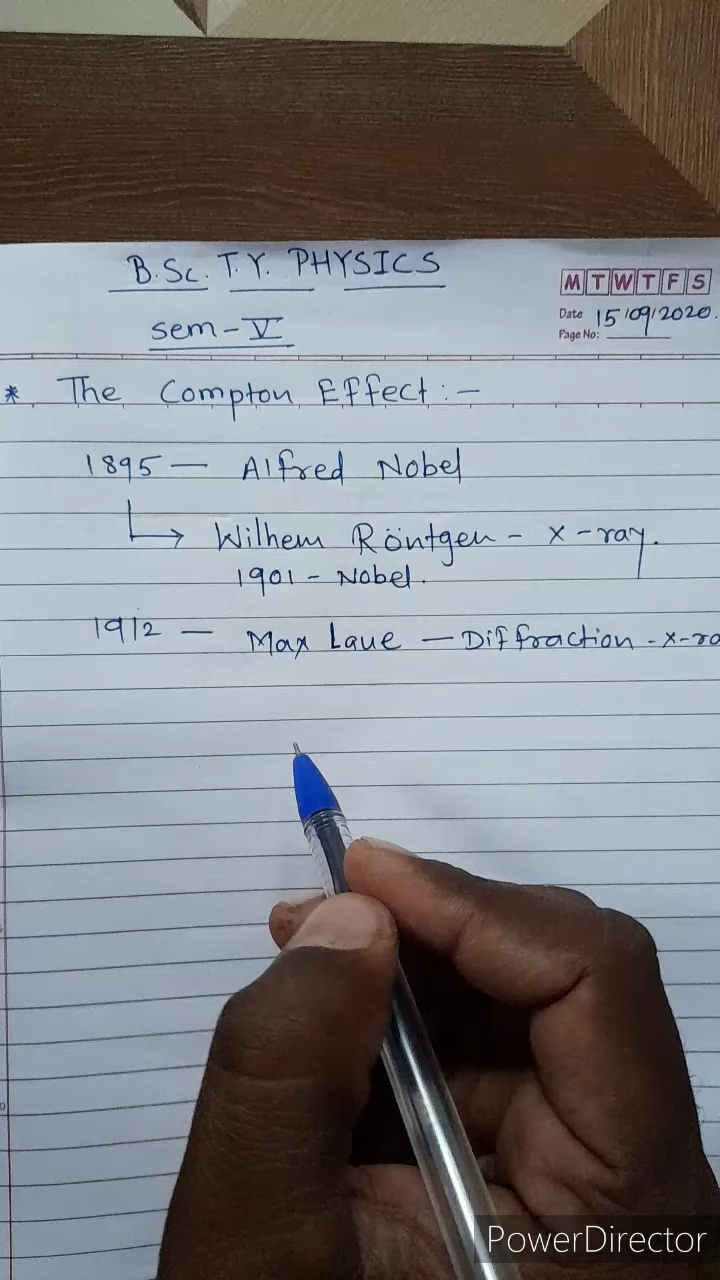 B.Sc. T.Y. PHYSICS
M T W T F S
Date 15/09/2020.
sem-V
Page No:
* The Compton Effect :-
1895 — Alfred Nobel
Wilhem Röntgen - x-ray.
1901 - Nobel.
1912 — Max Laue — Diffraction - x-ra
PowerDirector